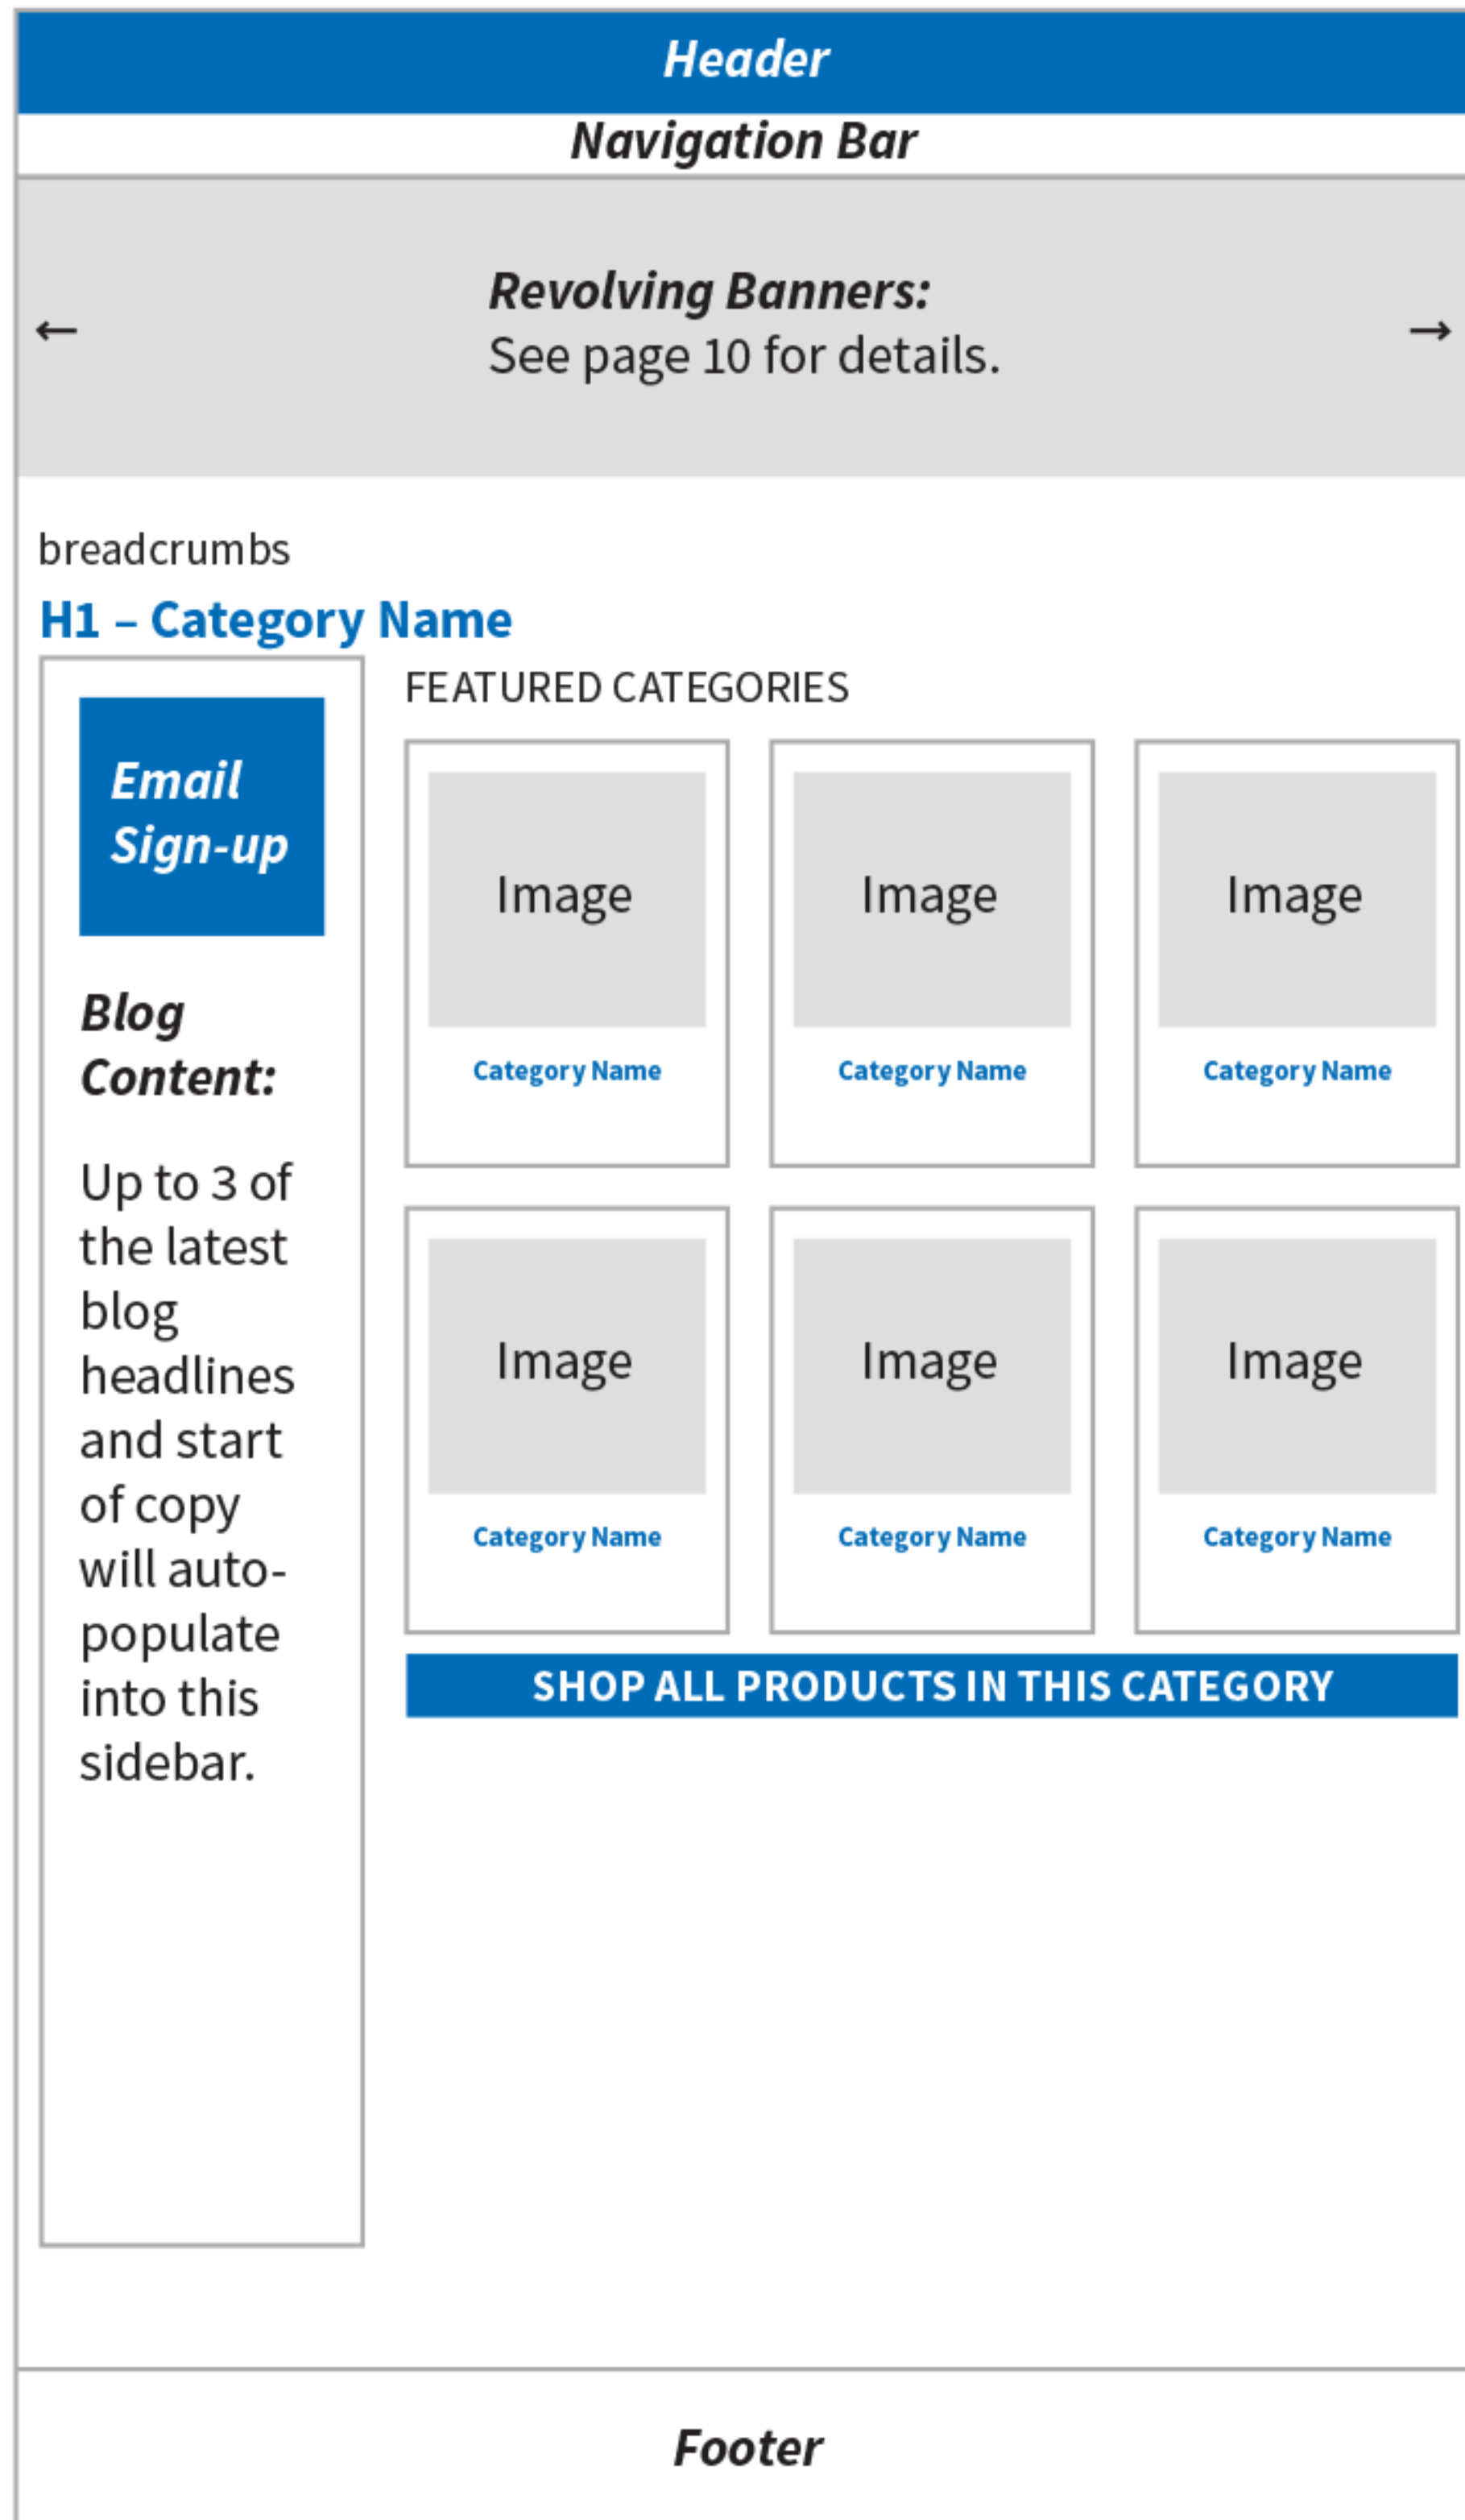 Header
Navigation Bar
Revolving Banners:
← See page 10 for details. →
breadcrumbs
H1 – Category Name
Email
Sign-up
Blog
Content:
Up to 3 of
the latest
blog
headlines
and start
of copy
will auto-
populate
into this
sidebar.
FEATURED CATEGORIES
Image Image Image
Category Name Category Name Category Name
Image Image Image
Category Name Category Name Category Name
SHOP ALL PRODUCTS IN THIS CATEGORY
Footer